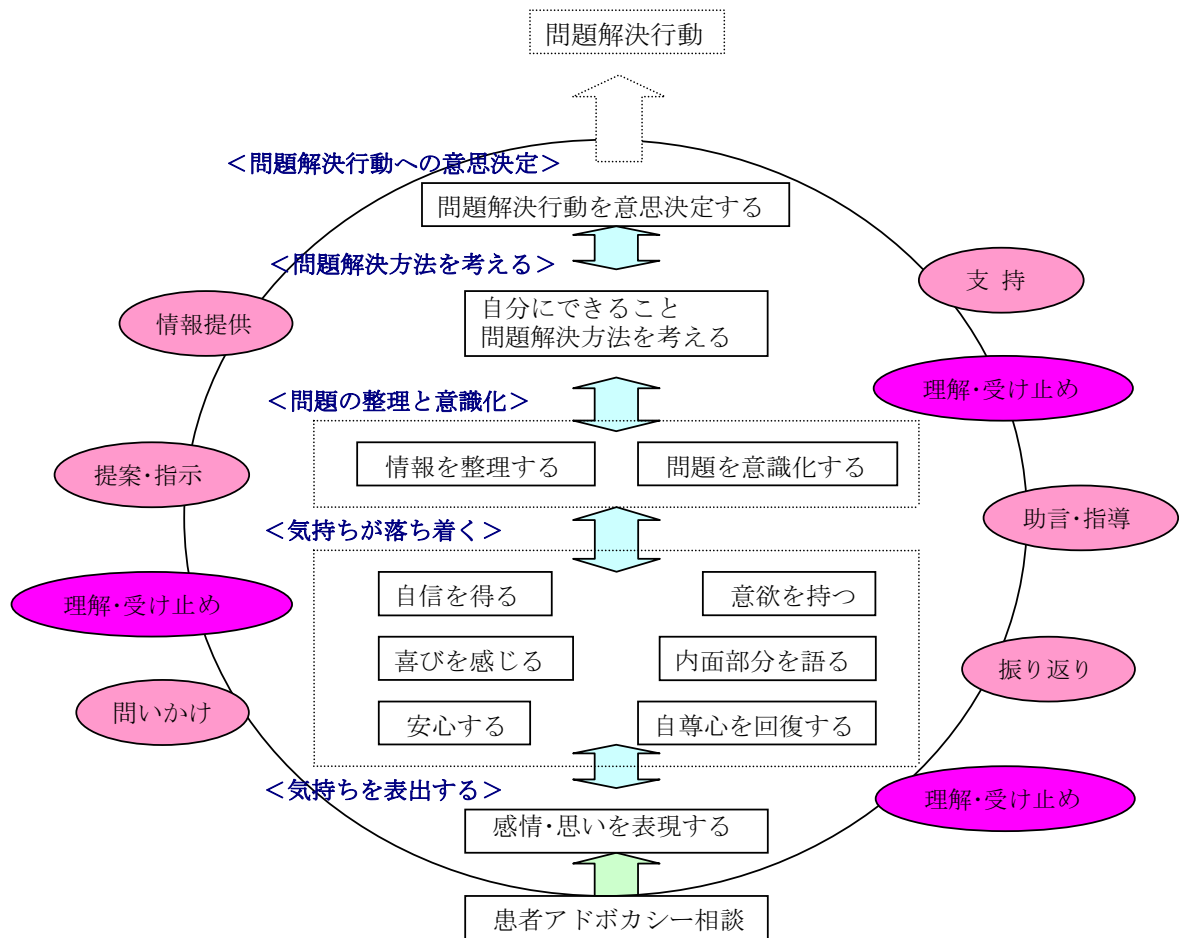 問題解決行動
＜問題解決行動への意思決定＞
問題解決行動を意思決定する
＜問題解決方法を考える＞
支 持
情報提供
自分にできること
問題解決方法を考える
理解･受け止め
＜問題の整理と意識化＞
情報を整理する
問題を意識化する
提案･指示
助言･指導
＜気持ちが落ち着く＞
自信を得る
意欲を持つ
理解･受け止め
喜びを感じる
内面部分を語る
振り返り
問いかけ
安心する
自尊心を回復する
＜気持ちを表出する＞
理解･受け止め
感情･思いを表現する
患者アドボカシー相談